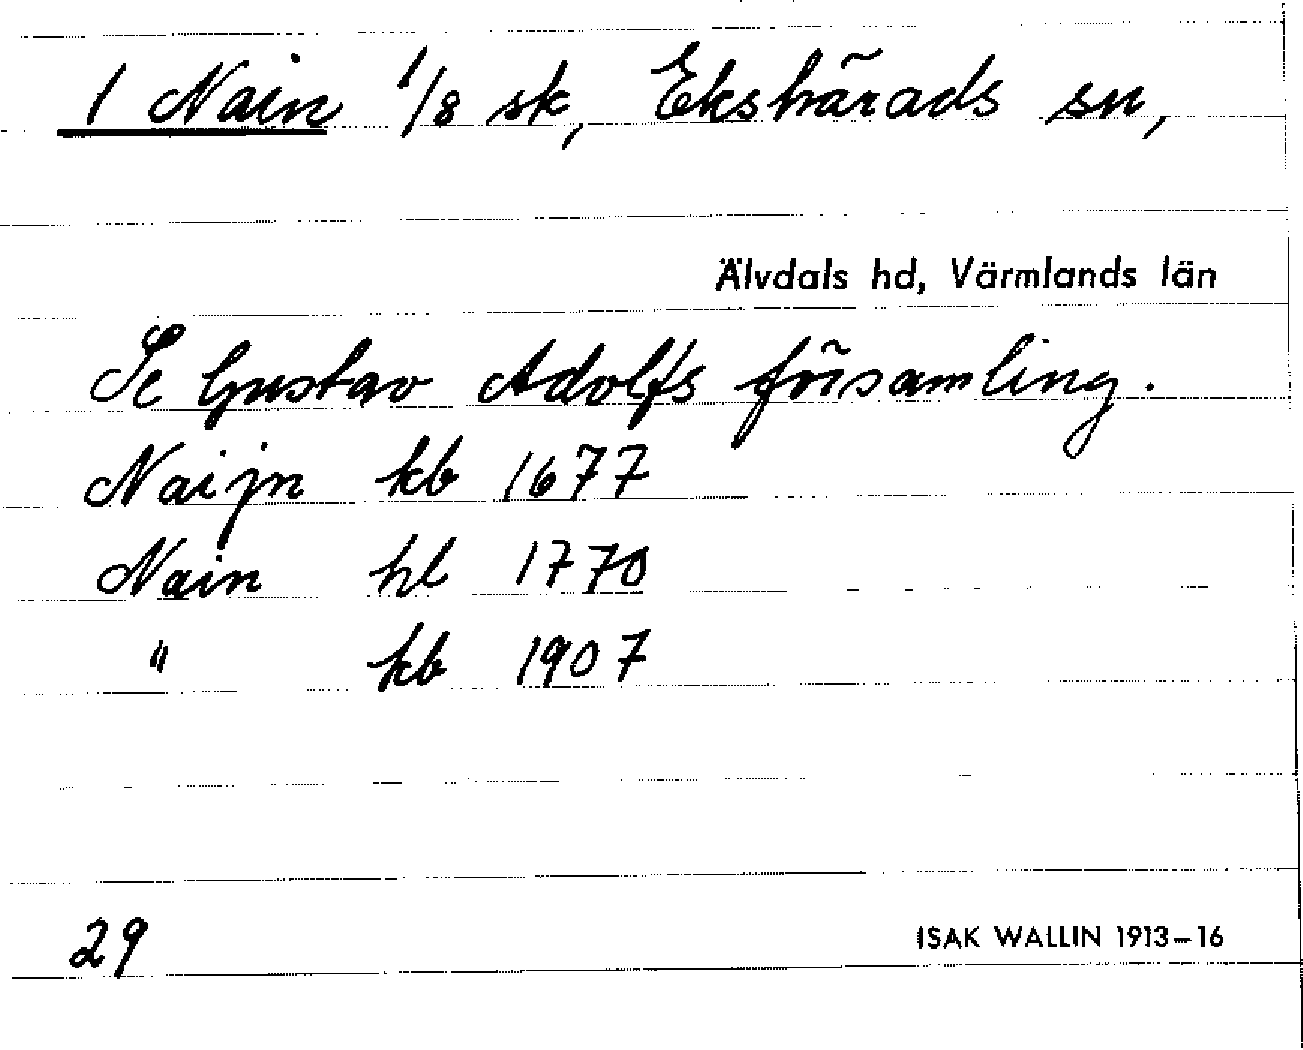 1 Nain 1/8 sk, Ekshärads sn,
Älvdals hd, Värmlands län
Se Gustav Adolfs församling.
Naijn kb 1677
Nain hl 1770
" kb 1907
29
ISAK WALLIN 1913–16